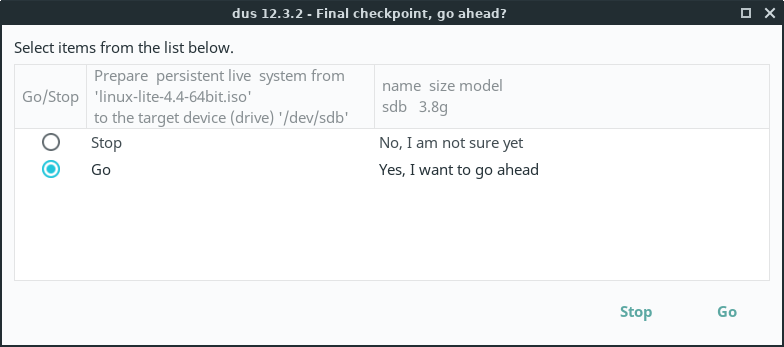 dus 12.3.2 - Final checkpoint, go ahead?
Select items from the list below.
Go/Stop
Prepare  persistent live  system from
'linux-lite-4.4-64bit.iso'
to the target device (drive) '/dev/sdb'
name  size model
sdb   3.8g
Stop No, I am not sure yet
Go Yes, I want to go ahead
Stop Go